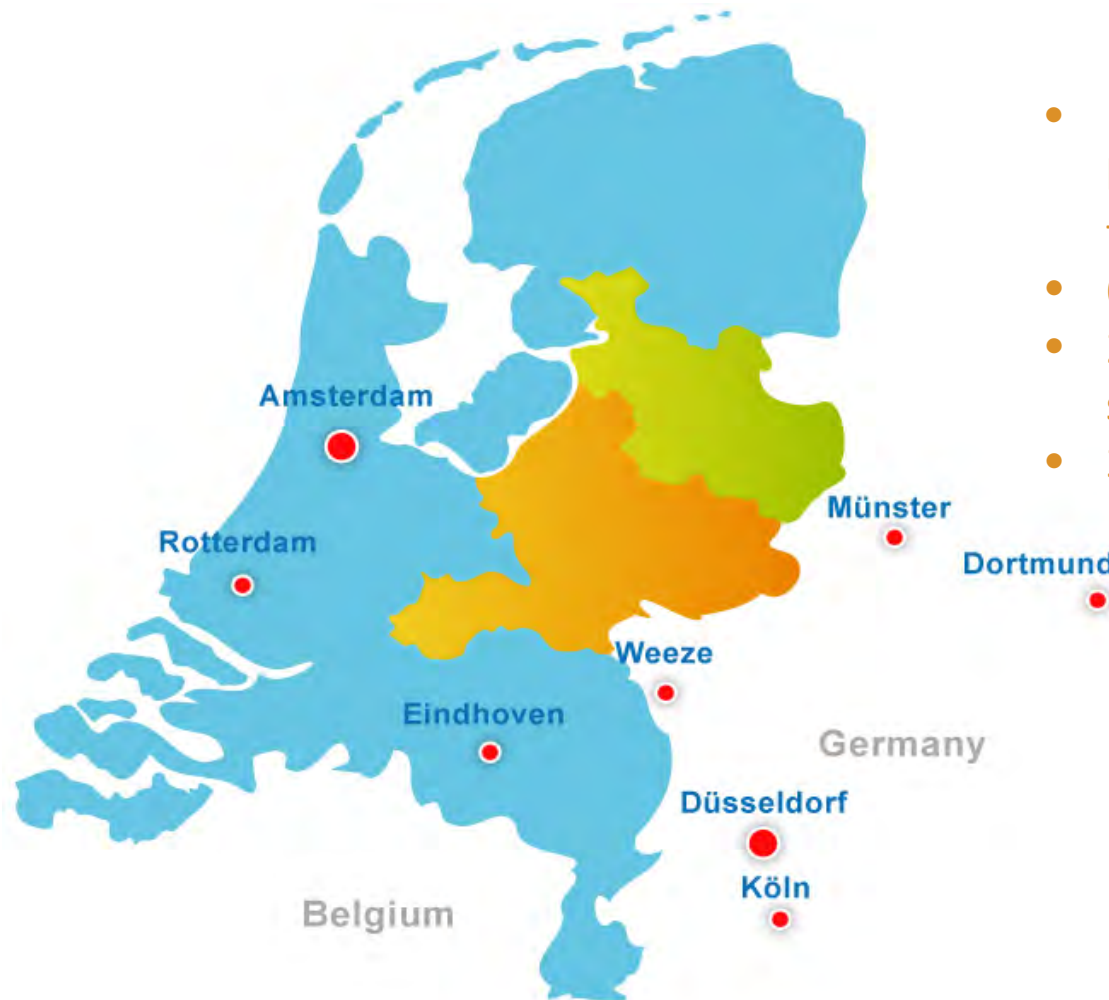 Amsterdam
Münster
Rotterdam
Dortmund
Weeze
Eindhoven
Germany
Düsseldorf
Köln
Belgium